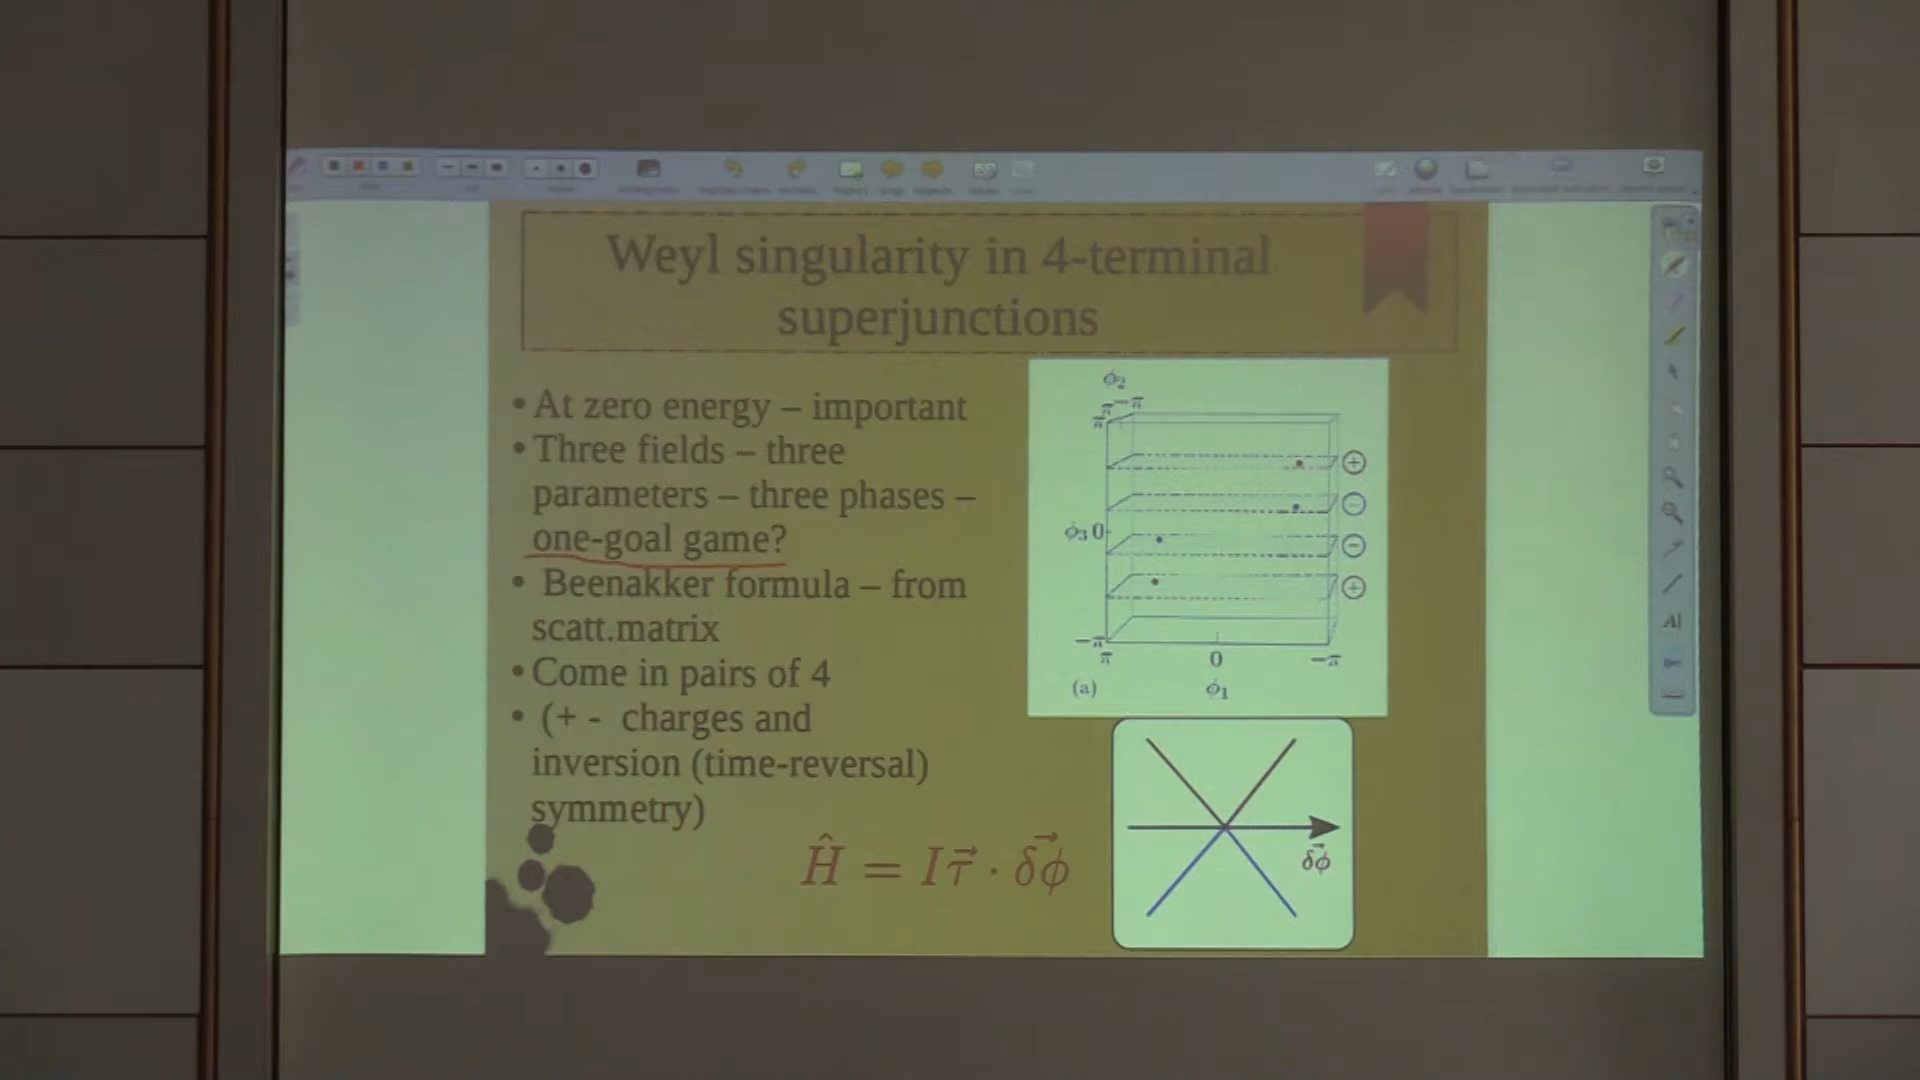 Weyl singularity in 4-terminal
superjunctions
• At zero energy – important
• Three fields – three
parameters – three phases –
one-goal game?
• Beenakker formula – from
scatt.matrix
• Come in pairs of 4
• (+ - charges and
inversion (time-reversal)
symmetry)
Ĥ = I τ⃗ · δϕ⃗
ϕ₂
π -π
π
+
−
ϕ₃ 0
−
+
-π
π 0 -π
(a) ϕ₁
δϕ⃗
AI